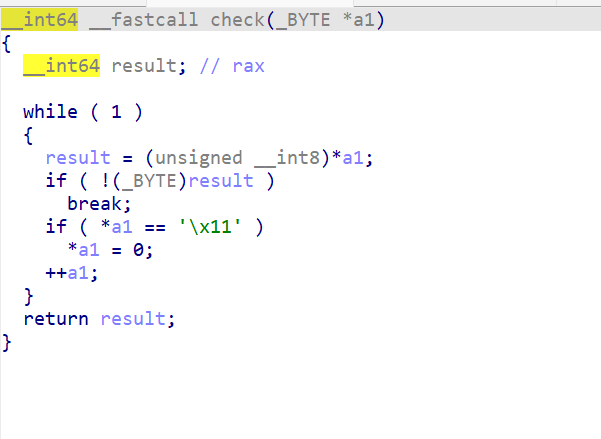 __int64 __fastcall check(_BYTE *a1)
{
  __int64 result; // rax

  while ( 1 )
  {
    result = (unsigned __int8)*a1;
    if ( !(_BYTE)result )
      break;
    if ( *a1 == '\x11' )
      *a1 = 0;
    ++a1;
  }
  return result;
}